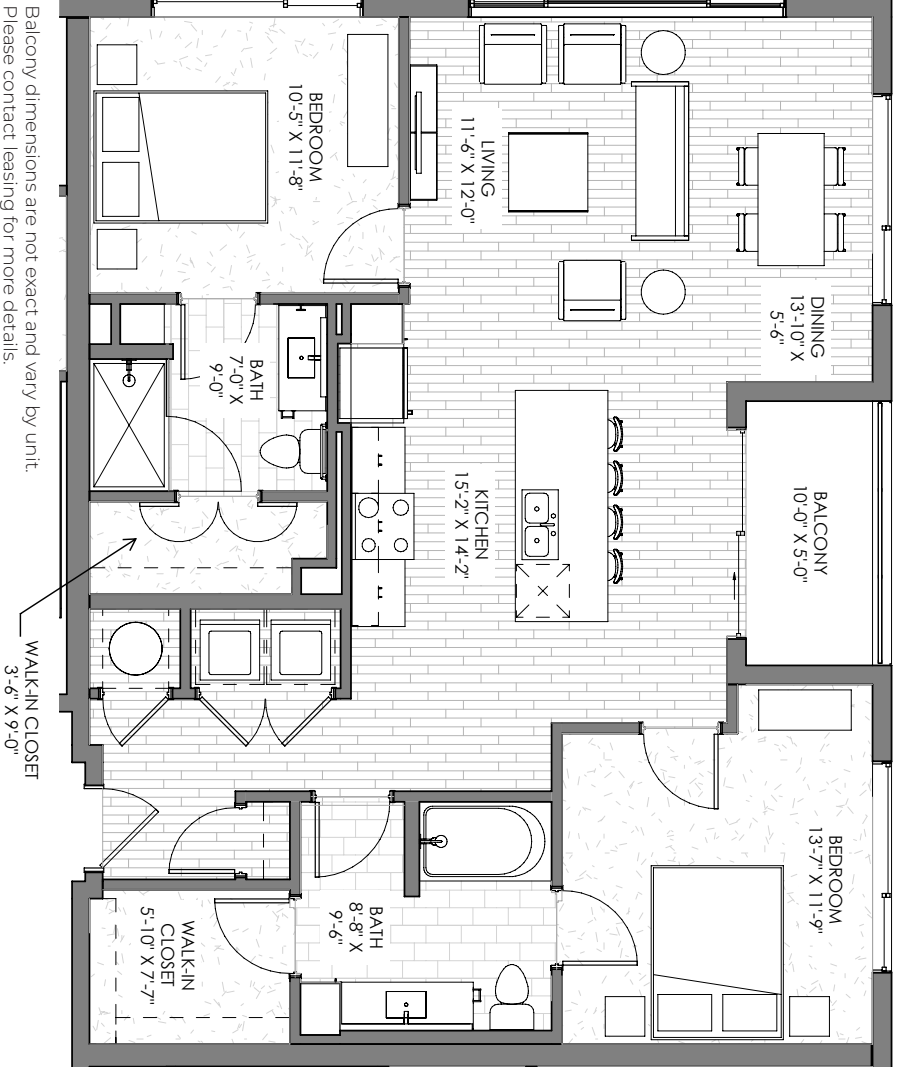 BEDROOM
10'-5" X 11'-8"
LIVING
11'-6" X 12'-0"
DINING
13'-10" X
5'-6"
BATH
7'-0" X
9'-0"
KITCHEN
15'-2" X 14'-2"
BALCONY
10'-0" X 5'-0"
WALK-IN CLOSET
3'-6" X 9'-0"
BEDROOM
13'-7" X 11'-9"
BATH
8'-8" X
9'-6"
WALK-IN
CLOSET
5'-10" X 7'-7"
Balcony dimensions are not exact and vary by unit.
Please contact leasing for more details.